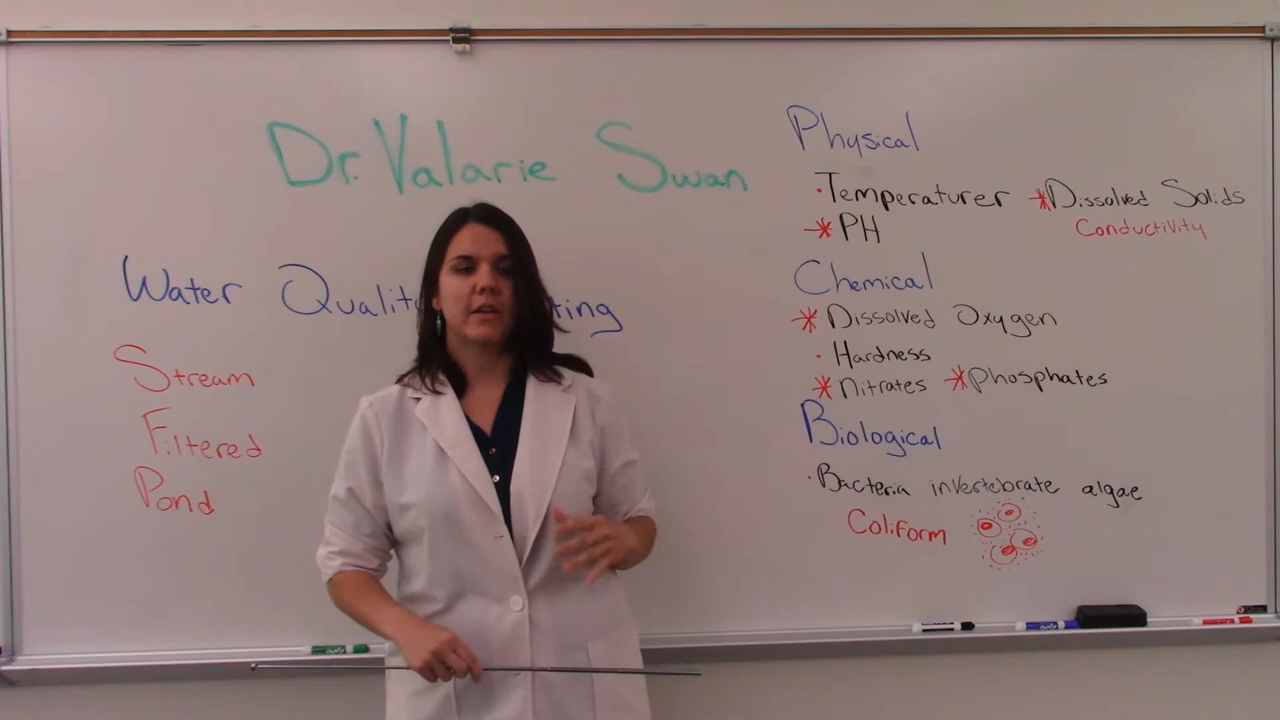 Dr. Valarie Swan
Water Quality ting
Stream
Filtered
Pond
Physical
· Temperaturer * Dissolved Solids
Conductivity
* PH
Chemical
* Dissolved Oxygen
· Hardness
* Nitrates * Phosphates
Biological
· Bacteria invertebrate algae
Coliform